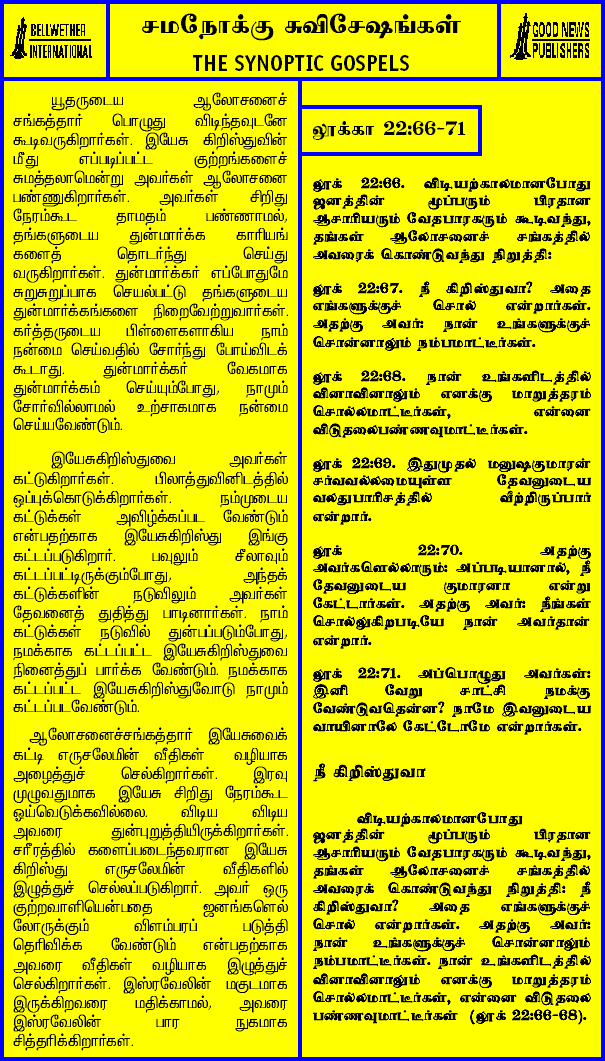 BELLWETHER
INTERNATIONAL
சமநோக்கு சுவிசேஷங்கள்
THE SYNOPTIC GOSPELS
GOOD NEWS
PUBLISHERS
யூதருடைய ஆலோசனைச்
சங்கத்தார் பொழுது விடிந்தவுடனே
கூடிவருகிறார்கள். இயேசு கிறிஸ்துவின்
மீது எப்படிப்பட்ட குற்றங்களைச்
சுமத்தலாமென்று அவர்கள் ஆலோசனை
பண்ணுகிறார்கள். அவர்கள் சிறிது
நேரம்கூட தாமதம் பண்ணாமல்,
தங்களுடைய துன்மார்க்க காரியங்
களைத் தொடர்ந்து செய்து
வருகிறார்கள். துன்மார்க்கர் எப்போதுமே
சுறுசுறுப்பாக செயல்பட்டு தங்களுடைய
துன்மார்க்கங்களை நிறைவேற்றுவார்கள்.
கர்த்தருடைய பிள்ளைகளாகிய நாம்
நன்மை செய்வதில் சோர்ந்து போய்விடக்
கூடாது. துன்மார்க்கர் வேகமாக
துன்மார்க்கம் செய்யும்போது, நாமும்
சோர்வில்லாமல் உற்சாகமாக நன்மை
செய்யவேண்டும்.
இயேசுகிறிஸ்துவை அவர்கள்
கட்டுகிறார்கள். பிலாத்துவினிடத்தில்
ஒப்புக்கொடுக்கிறார்கள். நம்முடைய
கட்டுக்கள் அவிழ்க்கப்பட வேண்டும்
என்பதற்காக இயேசுகிறிஸ்து இங்கு
கட்டப்படுகிறார். பவுலும் சீலாவும்
கட்டப்பட்டிருக்கும்போது, அந்தக்
கட்டுக்களின் நடுவிலும் அவர்கள்
தேவனைத் துதித்து பாடினார்கள். நாம்
கட்டுக்கள் நடுவில் துன்பப்படும்போது,
நமக்காக கட்டப்பட்ட இயேசுகிறிஸ்துவை
நினைத்துப் பார்க்க வேண்டும். நமக்காக
கட்டப்பட்ட இயேசுகிறிஸ்துவோடு நாமும்
கட்டப்படவேண்டும்.
ஆலோசனைச்சங்கத்தார் இயேசுவைக்
கட்டி எருசலேமின் வீதிகள் வழியாக
அழைத்துச் செல்கிறார்கள். இரவு
முழுவதுமாக இயேசு சிறிது நேரம்கூட
ஓய்வெடுக்கவில்லை. விடிய விடிய
அவரை துன்புறுத்தியிருக்கிறார்கள்.
சரீரத்தில் களைப்படைந்தவரான இயேசு
கிறிஸ்து எருசலேமின் வீதிகளில்
இழுத்துச் செல்லப்படுகிறார். அவர் ஒரு
குற்றவாளியென்பதை ஜனங்களெல்
லோருக்கும் விளம்பரப் படுத்தி
தெரிவிக்க வேண்டும் என்பதற்காக
அவரை வீதிகள் வழியாக இழுத்துச்
செல்கிறார்கள். இஸ்ரவேலின் மகுடமாக
இருக்கிறவரை மதிக்காமல், அவரை
இஸ்ரவேலின் பார நுகமாக
சித்தரிக்கிறார்கள்.
லூக்கா 22:66-71
லூக் 22:66. விடியற்காலமானபோது
ஜனத்தின் மூப்பரும் பிரதான
ஆசாரியரும் வேதபாரகரும் கூடிவந்து,
தங்கள் ஆலோசனைச் சங்கத்தில்
அவரைக் கொண்டுவந்து நிறுத்தி:
லூக் 22:67. நீ கிறிஸ்துவா? அதை
எங்களுக்குச் சொல் என்றார்கள்.
அதற்கு அவர்: நான் உங்களுக்குச்
சொன்னாலும் நம்பமாட்டீர்கள்.
லூக் 22:68. நான் உங்களிடத்தில்
வினாவினாலும் எனக்கு மாறுத்தரம்
சொல்லமாட்டீர்கள், என்னை
விடுதலைபண்ணவுமாட்டீர்கள்.
லூக் 22:69. இதுமுதல் மனுஷகுமாரன்
சர்வவல்லமையுள்ள தேவனுடைய
வலதுபாரிசத்தில் வீற்றிருப்பார்
என்றார்.
லூக் 22:70. அதற்கு
அவர்களெல்லாரும்: அப்படியானால், நீ
தேவனுடைய குமாரனா என்று
கேட்டார்கள். அதற்கு அவர்: நீங்கள்
சொல்லுகிறபடியே நான் அவர்தான்
என்றார்.
லூக் 22:71. அப்பொழுது அவர்கள்:
இனி வேறு சாட்சி நமக்கு
வேண்டுவதென்ன? நாமே இவனுடைய
வாயினாலே கேட்டோமே என்றார்கள்.
நீ கிறிஸ்துவா
விடியற்காலமானபோது
ஜனத்தின் மூப்பரும் பிரதான
ஆசாரியரும் வேதபாரகரும் கூடிவந்து,
தங்கள் ஆலோசனைச் சங்கத்தில்
அவரைக் கொண்டுவந்து நிறுத்தி: நீ
கிறிஸ்துவா? அதை எங்களுக்குச்
சொல் என்றார்கள். அதற்கு அவர்:
நான் உங்களுக்குச் சொன்னாலும்
நம்பமாட்டீர்கள். நான் உங்களிடத்தில்
வினாவினாலும் எனக்கு மாறுத்தரம்
சொல்லமாட்டீர்கள், என்னை விடுதலை
பண்ணவுமாட்டீர்கள் (லூக் 22:66-68).